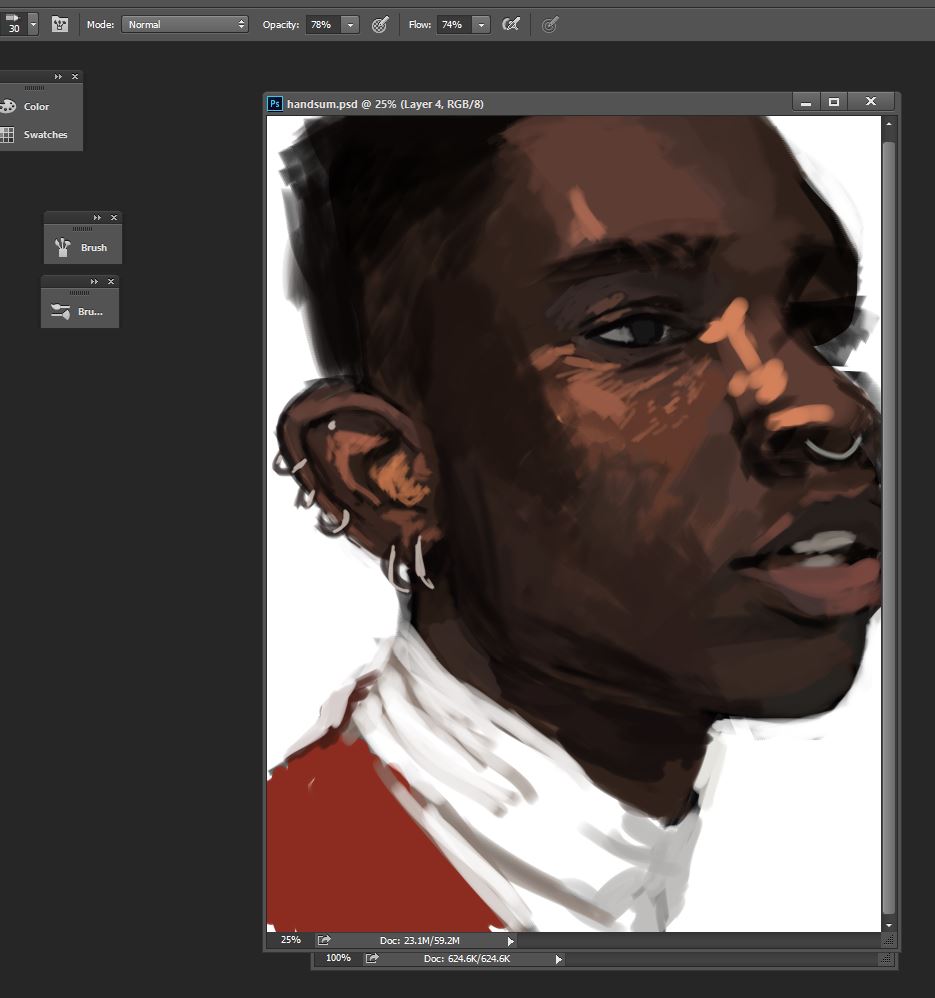 30 Mode: Normal Opacity: 78% Flow: 74%
Color
Swatches
Brush
Bru...
Ps handsum.psd @ 25% (Layer 4, RGB/8)
25% Doc: 23.1M/59.2M
100% Doc: 624.6K/624.6K